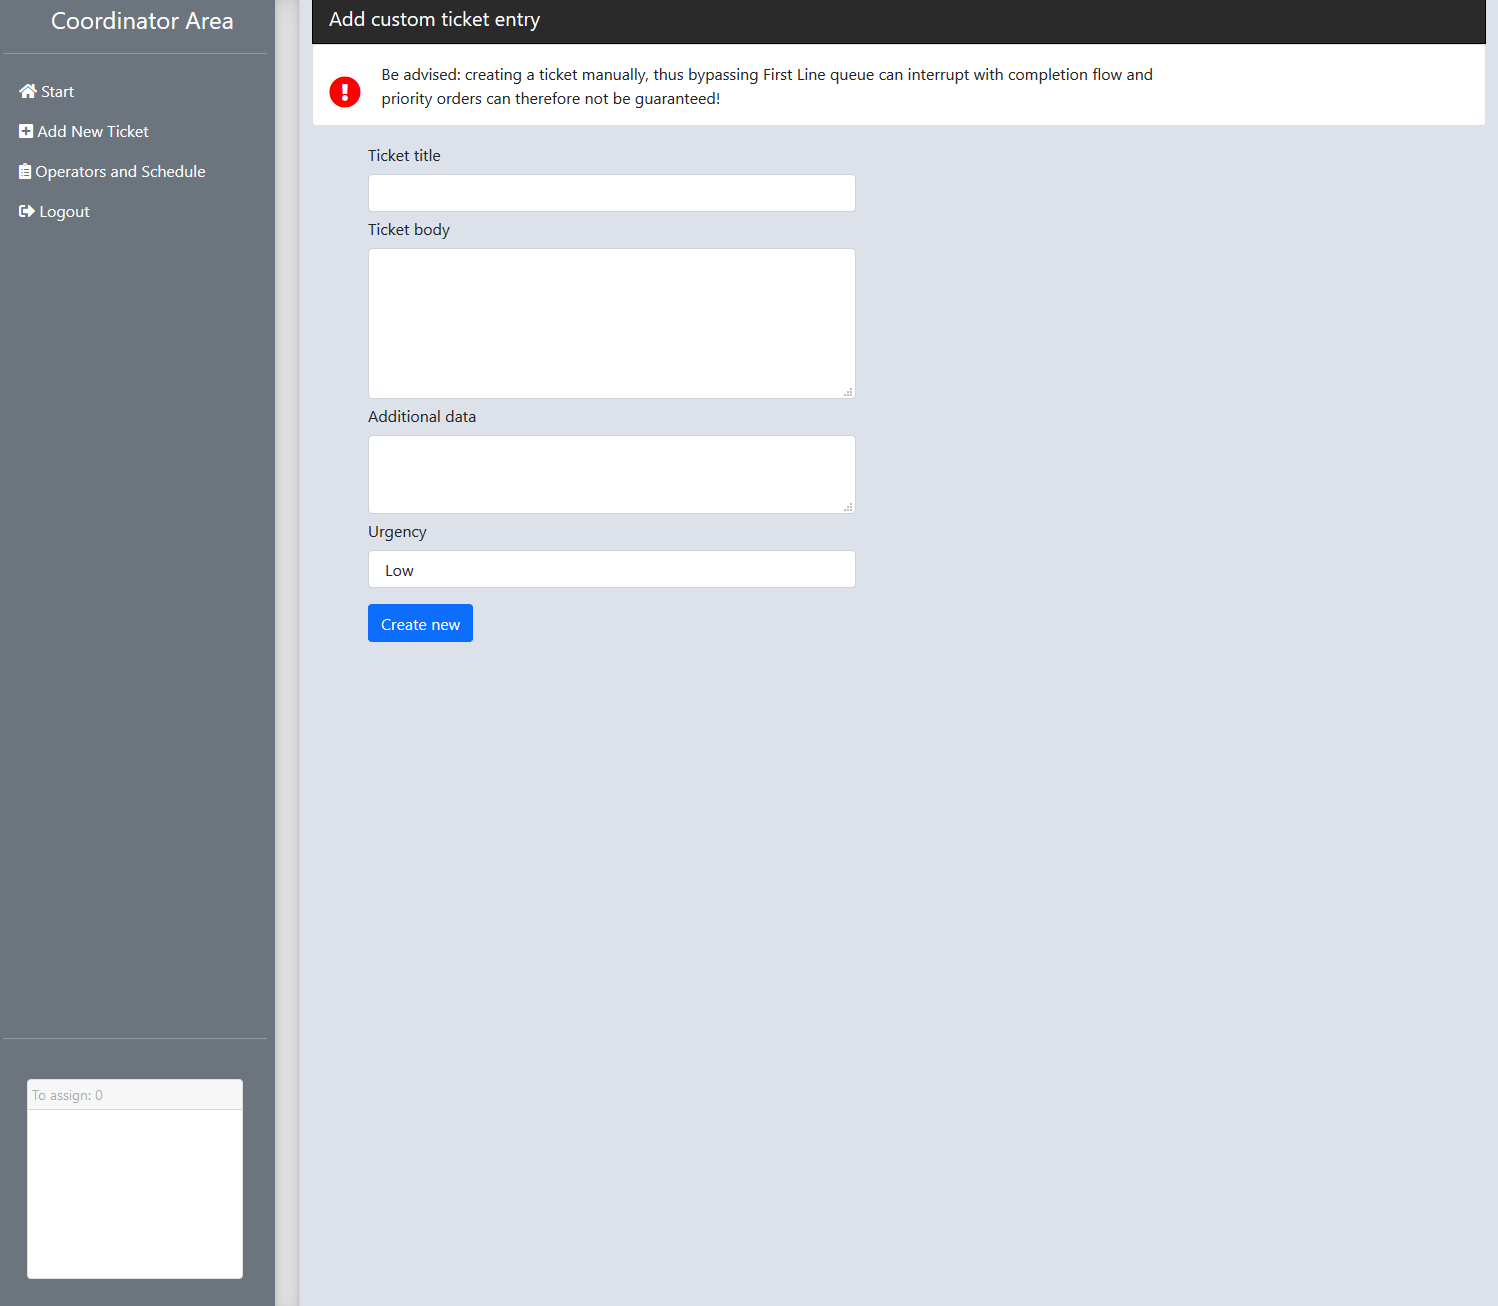 Coordinator Area
Start
Add New Ticket
Operators and Schedule
Logout
To assign: 0
Add custom ticket entry
Be advised: creating a ticket manually, thus bypassing First Line queue can interrupt with completion flow and
priority orders can therefore not be guaranteed!
Ticket title
Ticket body
Additional data
Urgency
Low
Create new